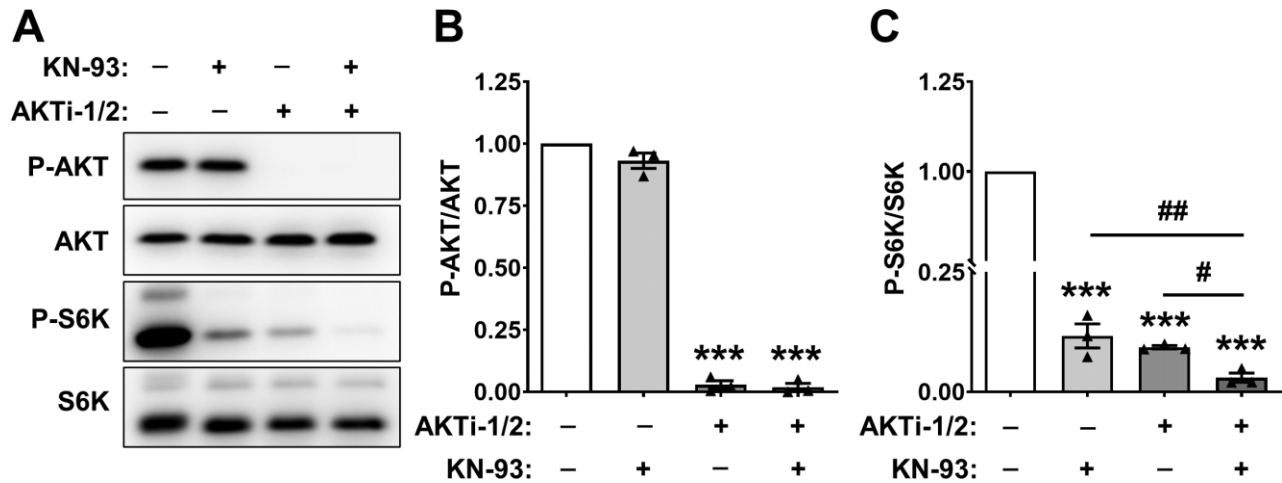 A
KN-93: – + – +
AKTi-1/2: – – + +
P-AKT
AKT
P-S6K
S6K
B
P-AKT/AKT
1.25
1.00
0.75
0.50
0.25
0.00
*** ***
AKTi-1/2: – – + +
KN-93: – + – +
C
P-S6K/S6K
1.25
1.00
0.25
0.00
##
#
*** *** ***
AKTi-1/2: – – + +
KN-93: – + – +